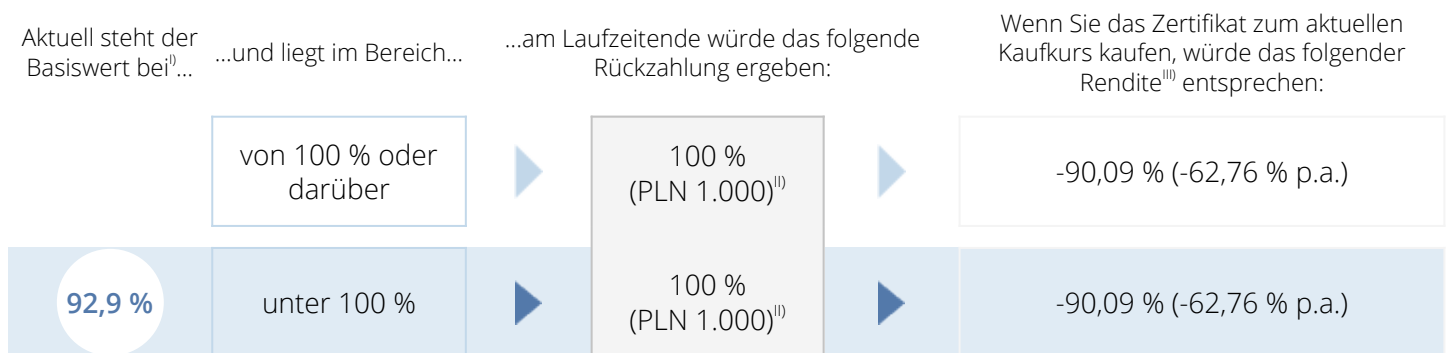 Aktuell steht der
Basiswert bei^I)...
...und liegt im Bereich...
...am Laufzeitende würde das folgende
Rückzahlung ergeben:
Wenn Sie das Zertifikat zum aktuellen
Kaufkurs kaufen, würde das folgender
Rendite^III) entsprechen:
von 100 % oder
darüber
100 %
(PLN 1.000)^II)
-90,09 % (-62,76 % p.a.)
92,9 %
unter 100 %
100 %
(PLN 1.000)^II)
-90,09 % (-62,76 % p.a.)